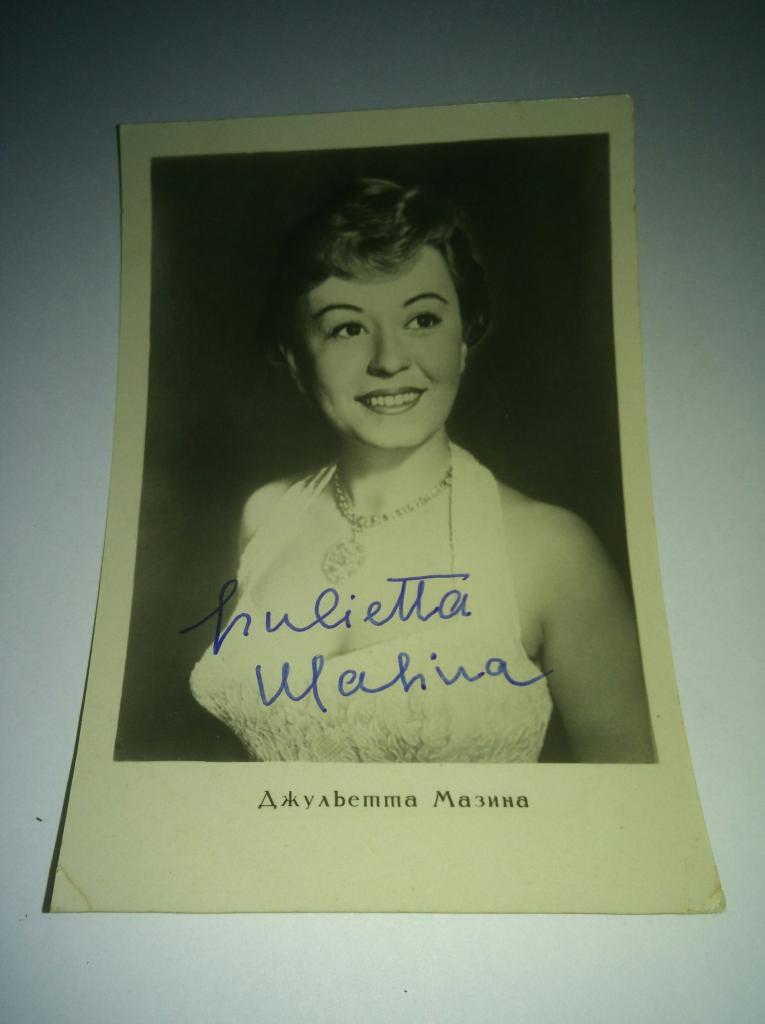 Giulietta
Masina
Джульетта Мазина